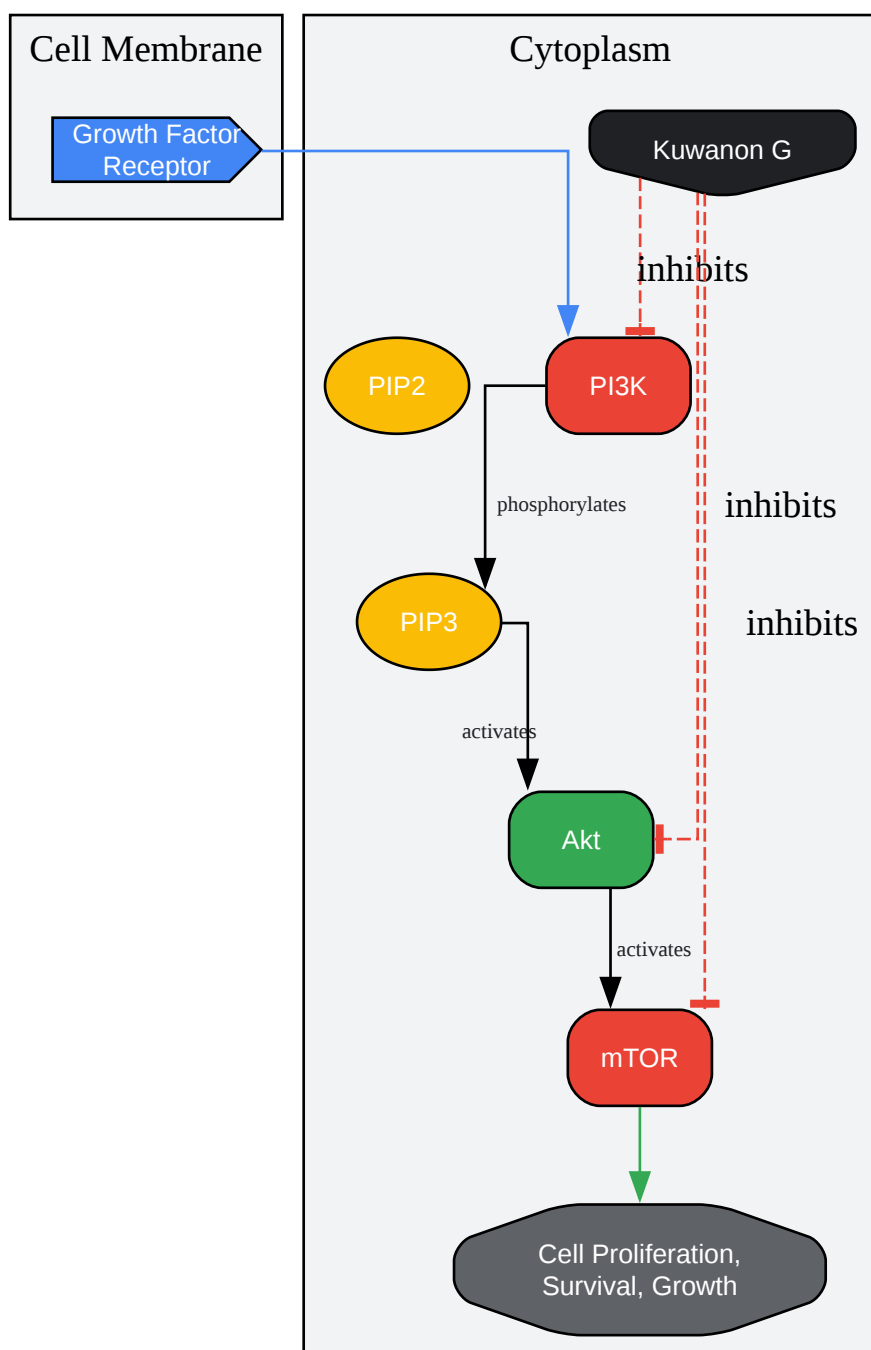 Cell Membrane
Cytoplasm
Growth Factor
Receptor
Kuwanon G
inhibits
PIP2
PI3K
phosphorylates
inhibits
PIP3
inhibits
activates
Akt
activates
mTOR
Cell Proliferation,
Survival, Growth